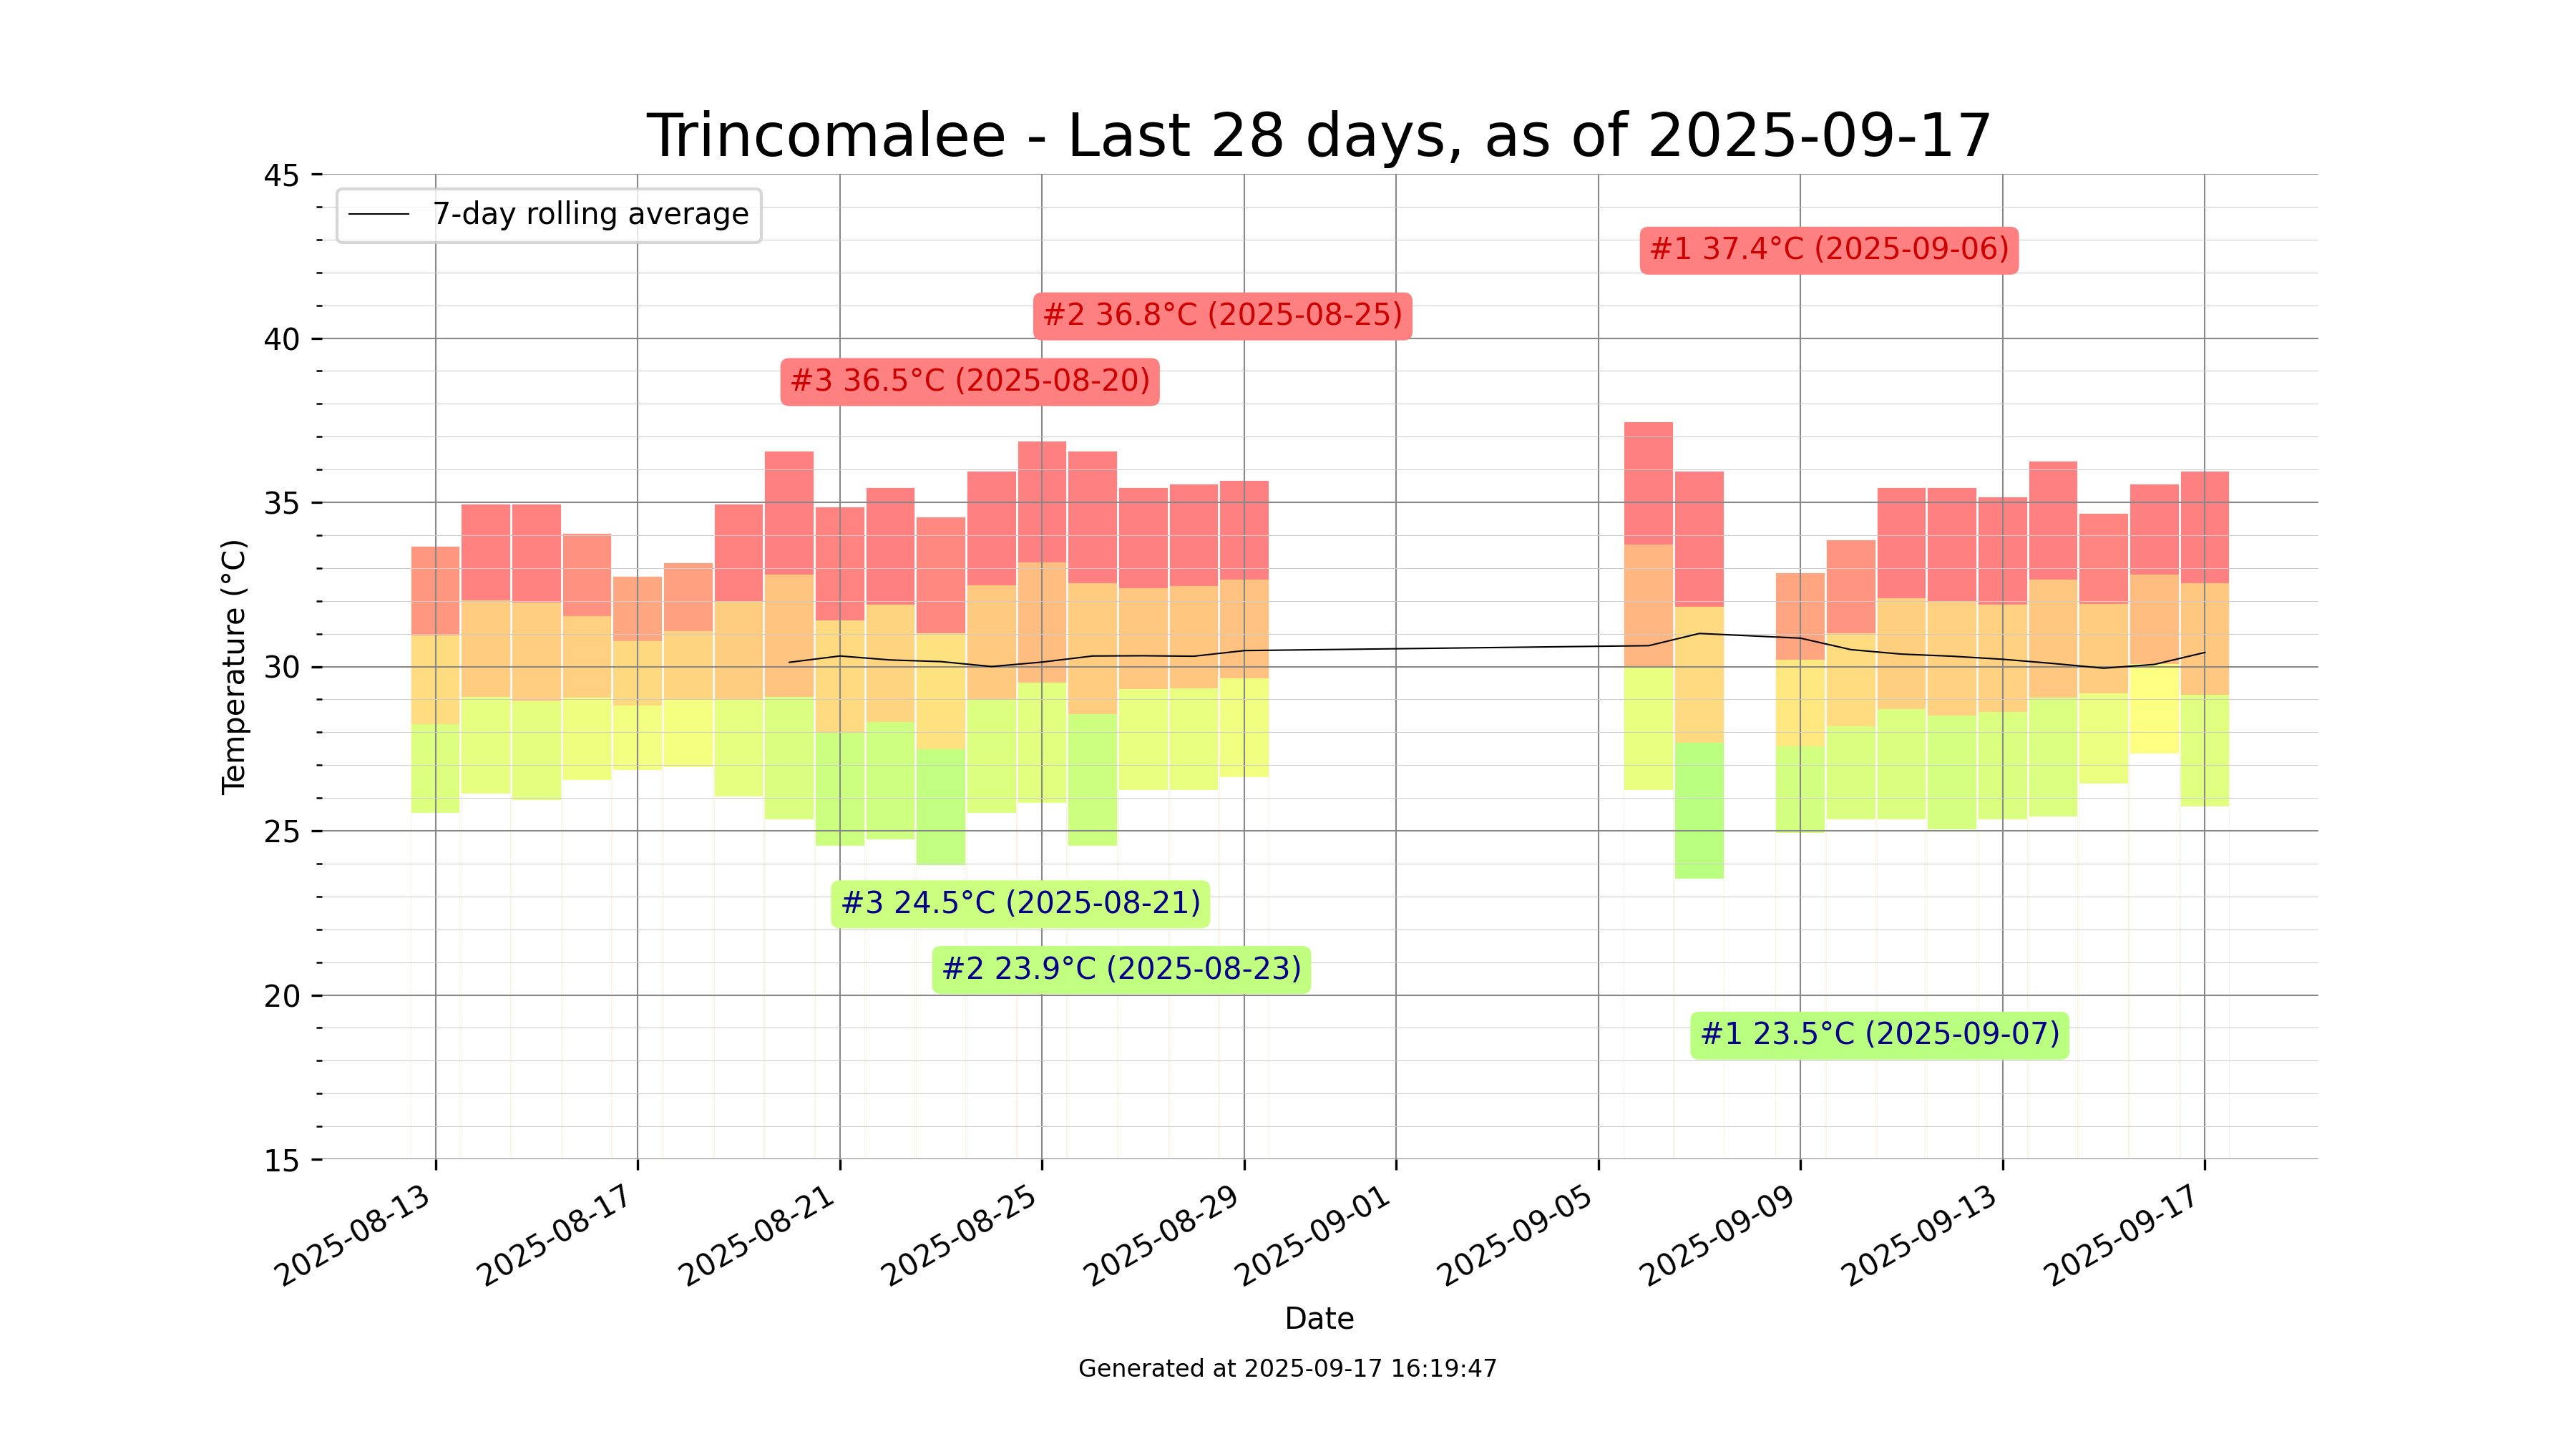 Trincomalee - Last 28 days, as of 2025-09-17
45
7-day rolling average
#1 37.4°C (2025-09-06)
#2 36.8°C (2025-08-25)
40
#3 36.5°C (2025-08-20)
35
Temperature (°C)
30
25
#3 24.5°C (2025-08-21)
#2 23.9°C (2025-08-23)
20
#1 23.5°C (2025-09-07)
15
2025-08-13
2025-08-17
2025-08-21
2025-08-25
2025-08-29
2025-09-01
2025-09-05
2025-09-09
2025-09-13
2025-09-17
Date
Generated at 2025-09-17 16:19:47